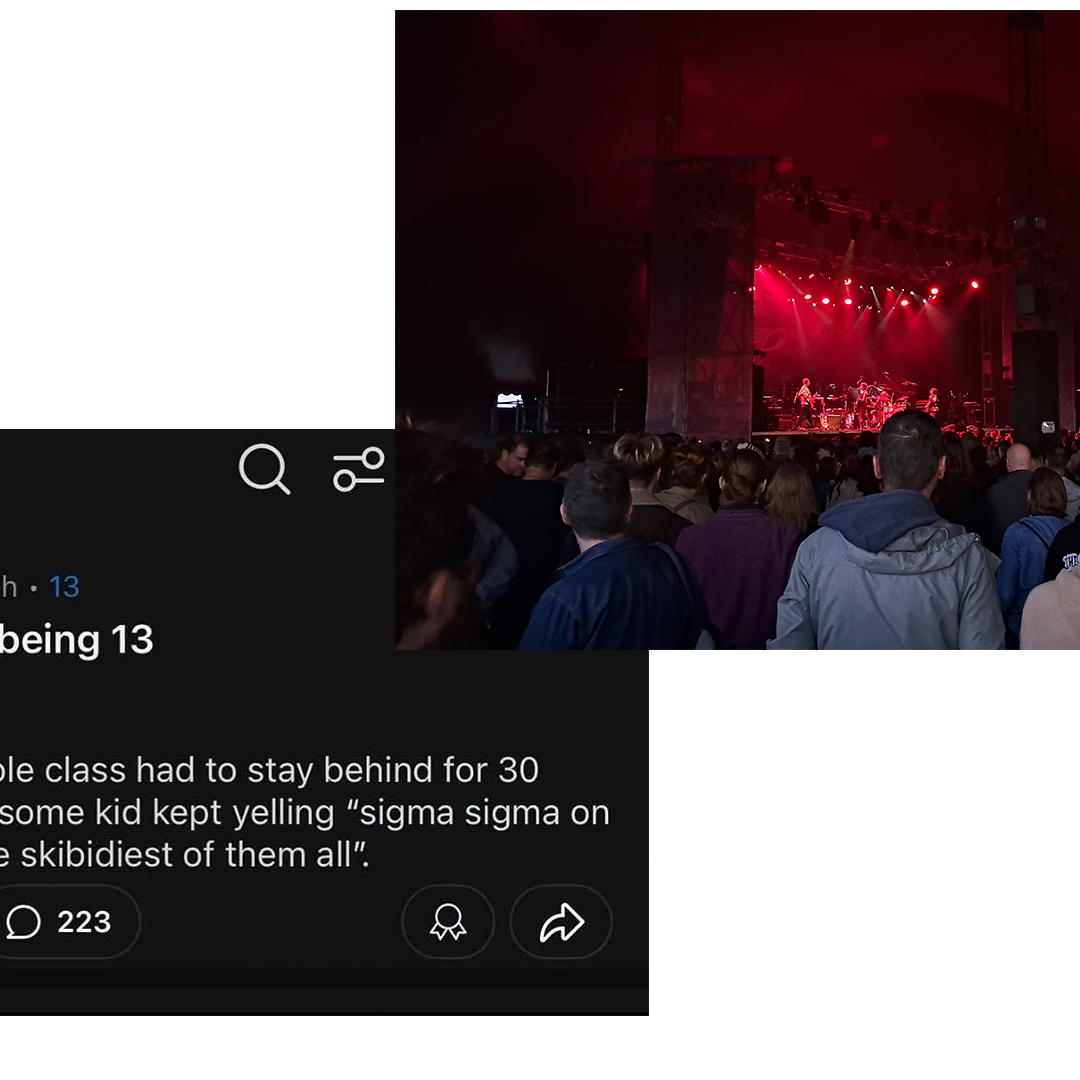 h • 13
being 13
ole class had to stay behind for 30
some kid kept yelling “sigma sigma on
e skibidiest of them all”.
223